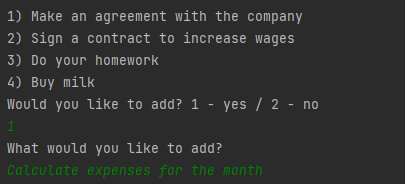 1) Make an agreement with the company
2) Sign a contract to increase wages
3) Do your homework
4) Buy milk
Would you like to add? 1 - yes / 2 - no
1
What would you like to add?
Calculate expenses for the month